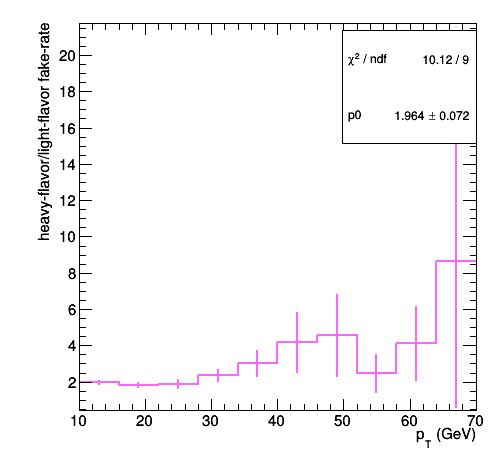 heavy-flavor/light-flavor fake-rate
χ² / ndf 10.12 / 9
p0 1.964 ± 0.072
20
18
16
14
12
10
8
6
4
2
10 20 30 40 50 60 70
p_T (GeV)